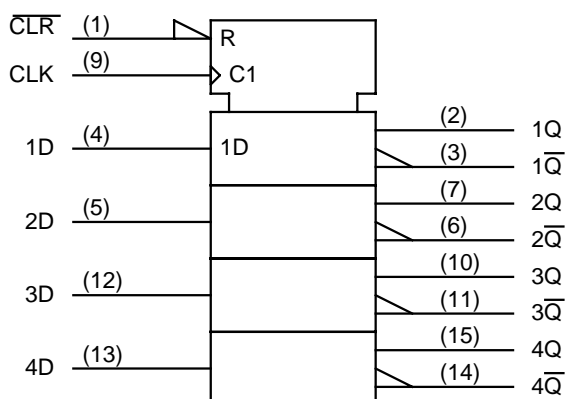 C̅L̅R̅ (1) R
CLK (9) C1
(2) 1Q
1D (4) 1D
(3) 1Q̅
(7) 2Q
2D (5)
(6) 2Q̅
(10) 3Q
3D (12)
(11) 3Q̅
(15) 4Q
4D (13)
(14) 4Q̅